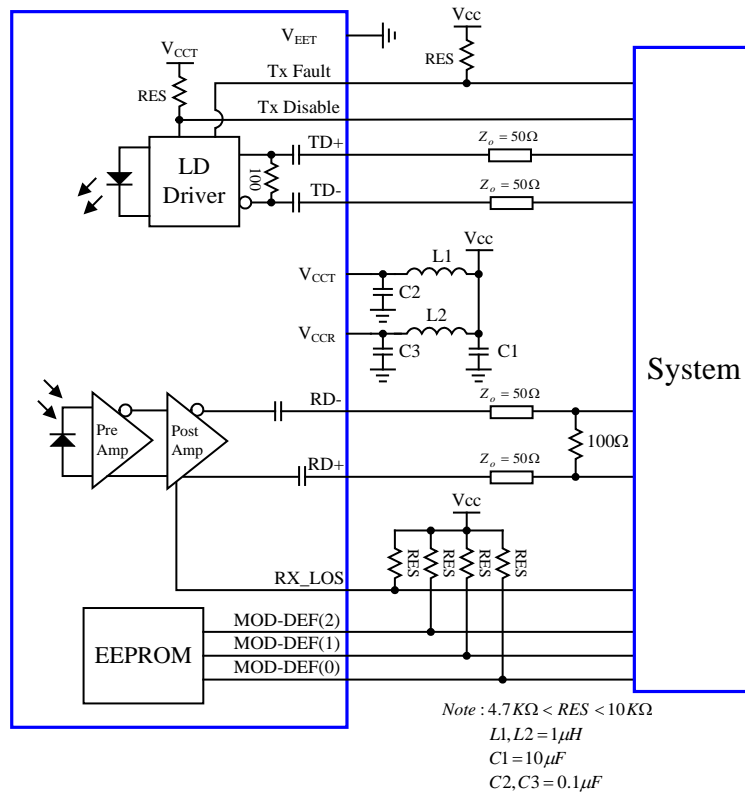 V_EET
Vcc
V_CCT
RES
Tx Fault
RES
Tx Disable
LD
Driver
100
TD+
Z_o = 50Ω
TD-
Z_o = 50Ω
Vcc
V_CCT
L1
C2
V_CCR
L2
C3
C1
System
Pre
Amp
Post
Amp
RD-
Z_o = 50Ω
100Ω
RD+
Z_o = 50Ω
Vcc
RES
RES
RES
RES
RX_LOS
EEPROM
MOD-DEF(2)
MOD-DEF(1)
MOD-DEF(0)
Note : 4.7KΩ < RES < 10KΩ
L1, L2 = 1μH
C1 = 10μF
C2, C3 = 0.1μF